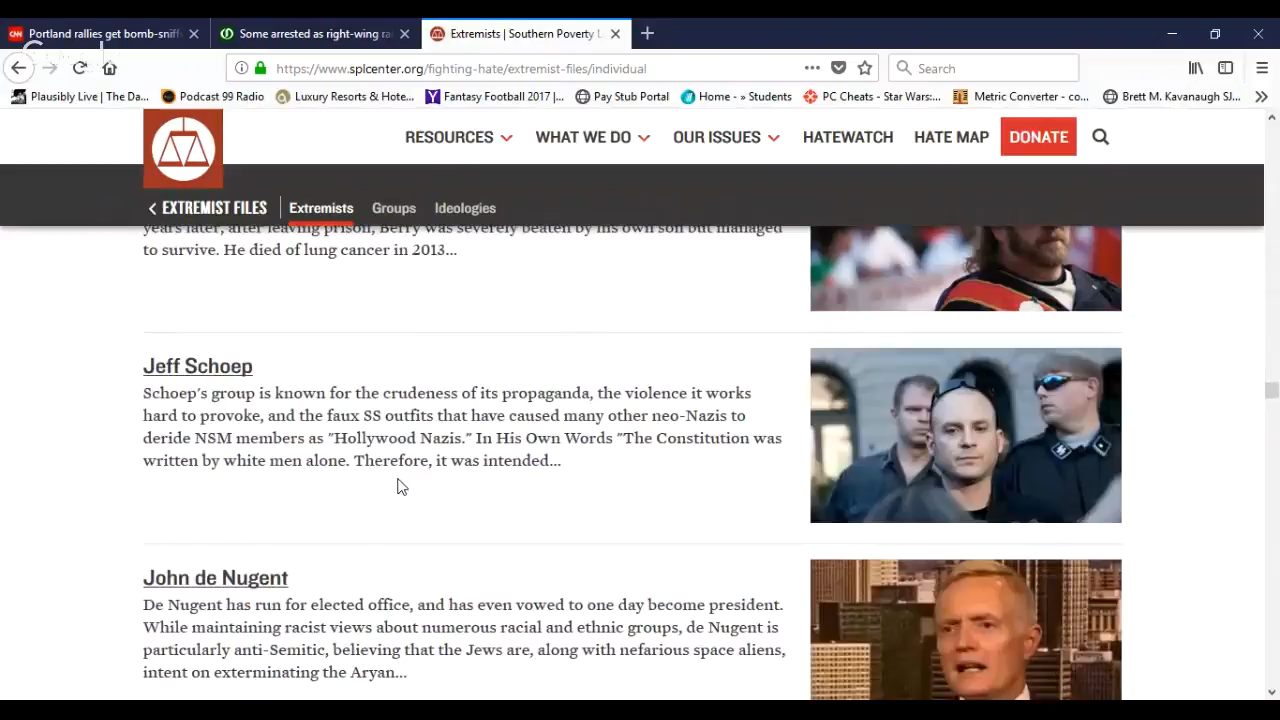 Portland rallies get bomb-sniff
Some arrested as right-wing ra
Extremists | Southern Poverty L
https://www.splcenter.org/fighting-hate/extremist-files/individual
Search
Plausibly Live | The Da...
Podcast 99 Radio
Luxury Resorts & Hote...
Fantasy Football 2017 |...
Pay Stub Portal
Home - » Students
PC Cheats - Star Wars:...
Metric Converter - co...
Brett M. Kavanaugh SJ...
RESOURCES
WHAT WE DO
OUR ISSUES
HATEWATCH
HATE MAP
DONATE
EXTREMIST FILES
Extremists
Groups
Ideologies
years later, after leaving prison, Berry was severely beaten by his own son but managed
to survive. He died of lung cancer in 2013...
Jeff Schoep
Schoep's group is known for the crudeness of its propaganda, the violence it works
hard to provoke, and the faux SS outfits that have caused many other neo-Nazis to
deride NSM members as "Hollywood Nazis." In His Own Words "The Constitution was
written by white men alone. Therefore, it was intended...
John de Nugent
De Nugent has run for elected office, and has even vowed to one day become president.
While maintaining racist views about numerous racial and ethnic groups, de Nugent is
particularly anti-Semitic, believing that the Jews are, along with nefarious space aliens,
intent on exterminating the Aryan...